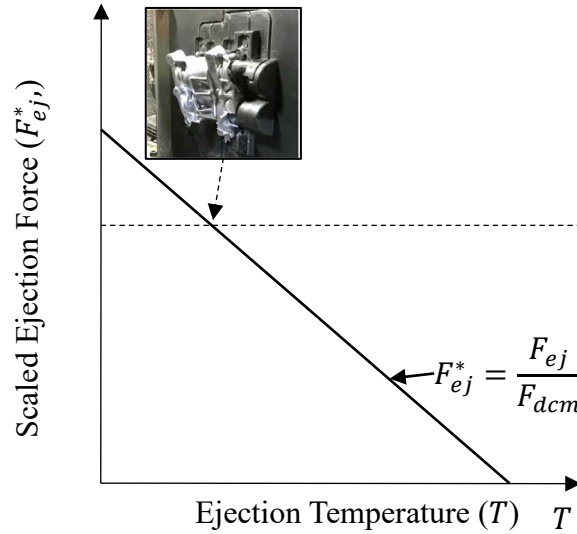 Scaled Ejection Force (F*ej,)
F*ej = Fej / Fdcm
Ejection Temperature (T)
T